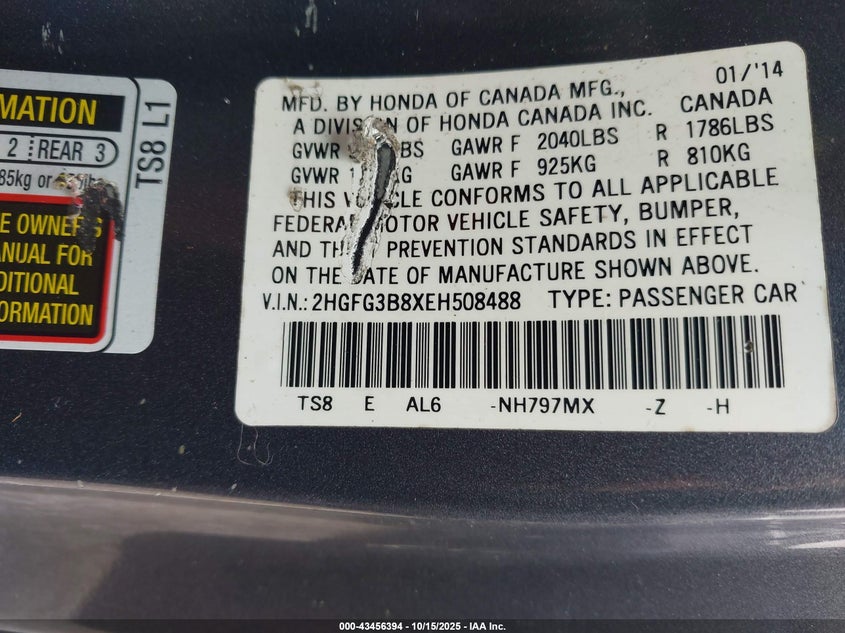 MATION
2 REAR 3
85kg or
E OWNER'S
ANUAL FOR
DITIONAL
ORMATION
TS8 L1
01/'14
MFD. BY HONDA OF CANADA MFG.,
A DIVIS N OF HONDA CANADA INC. CANADA
GVWR BS GAWR F 2040LBS R 1786LBS
GVWR 1 G GAWR F 925KG R 810KG
THIS CLE CONFORMS TO ALL APPLICABLE
FEDERA MOTOR VEHICLE SAFETY, BUMPER,
AND TH PREVENTION STANDARDS IN EFFECT
ON THE ATE OF MANUFACTURE SHOWN ABOVE.
V.I.N.: 2HGFG3B8XEH508488 TYPE: PASSENGER CAR
TS8 E AL6 -NH797MX -Z -H
000-43456394 - 10/15/2025 - IAA Inc.